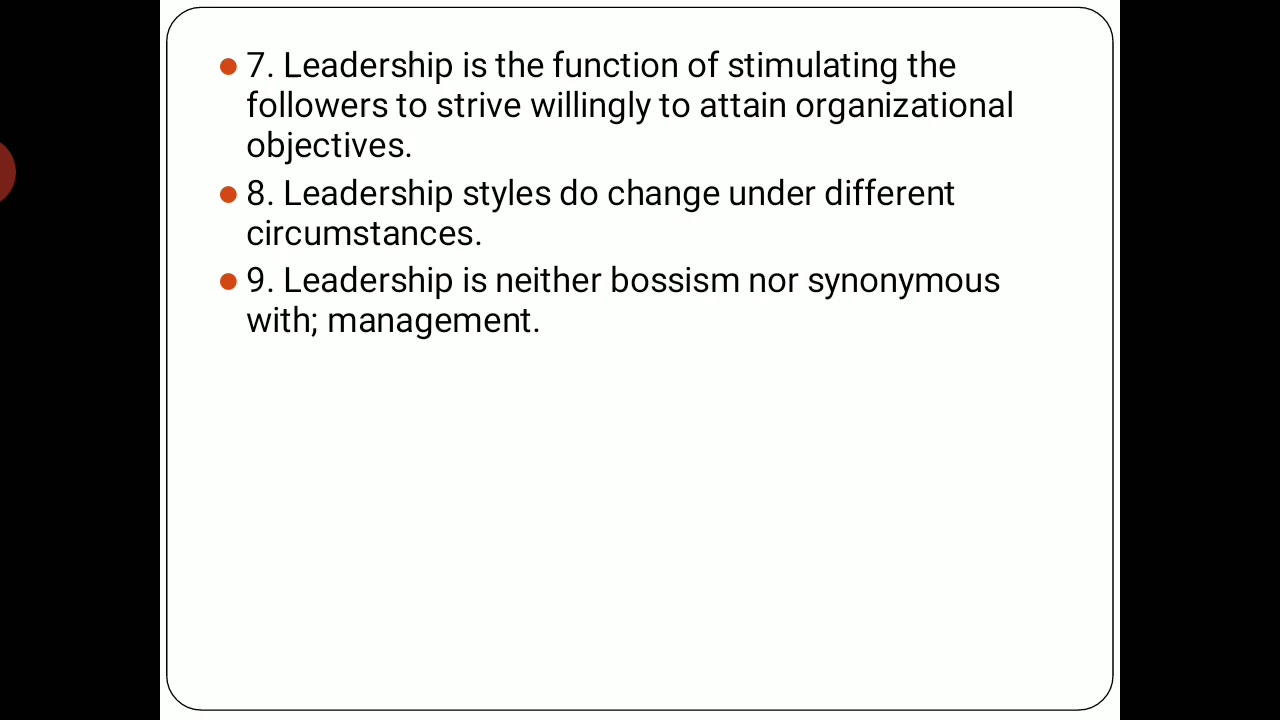 7. Leadership is the function of stimulating the
followers to strive willingly to attain organizational
objectives.
8. Leadership styles do change under different
circumstances.
9. Leadership is neither bossism nor synonymous
with; management.